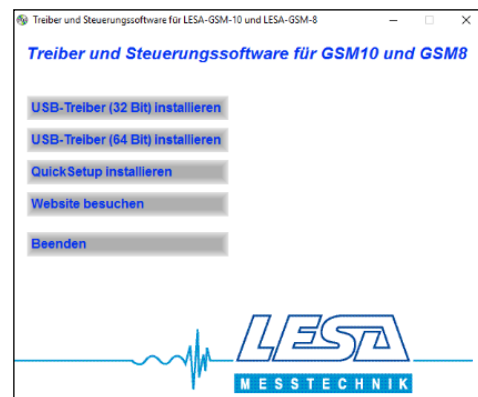 Treiber und Steuerungssoftware für LESA-GSM-10 und LESA-GSM-8
Treiber und Steuerungssoftware für GSM10 und GSM8
USB-Treiber (32 Bit) installieren
USB-Treiber (64 Bit) installieren
QuickSetup installieren
Website besuchen
Beenden
LESA
MESSTECHNIK